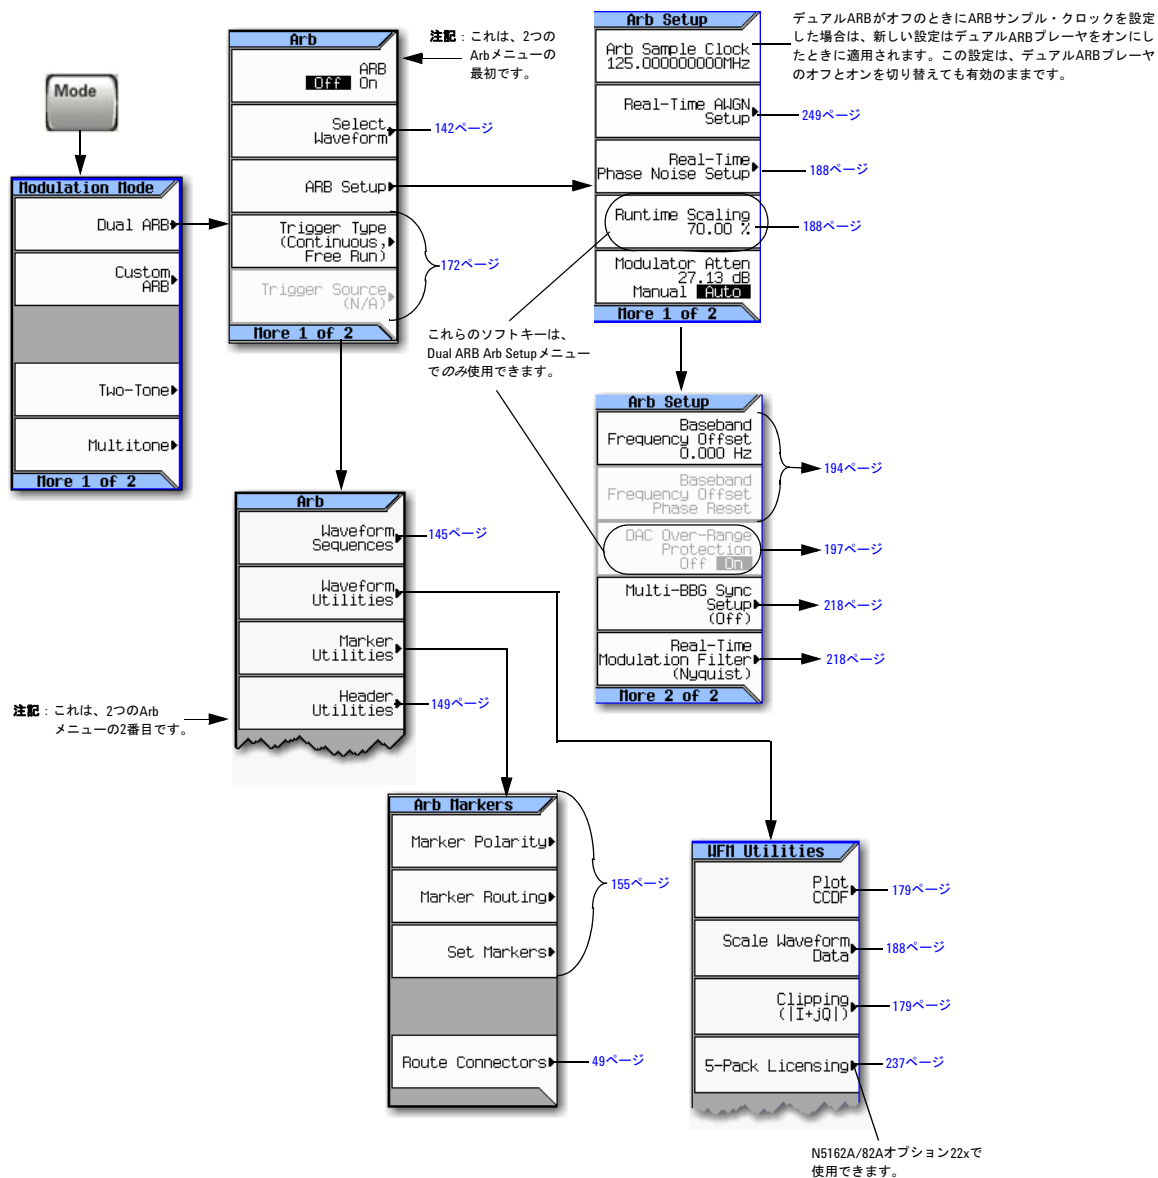 Mode
Modulation Mode
Dual ARB
Custom
ARB
Two-Tone
Multitone
More 1 of 2
Arb
ARB
Off On
Select
Waveform
ARB Setup
Trigger Type
(Continuous,
Free Run)
Trigger Source
(N/A)
More 1 of 2
注記：これは、2つの
Arbメニューの
最初です。
142ページ
172ページ
Arb Setup
Arb Sample Clock
125.000000000MHz
Real-Time AWGN
Setup
Real-Time
Phase Noise Setup
Runtime Scaling
70.00 %
Modulator Atten
27.13 dB
Manual Auto
More 1 of 2
デュアルARBがオフのときにARBサンプル・クロックを設定
した場合は、新しい設定はデュアルARBプレーヤをオンにし
たときに適用されます。この設定は、デュアルARBプレーヤ
のオフとオンを切り替えても有効のままです。
249ページ
188ページ
188ページ
これらのソフトキーは、
Dual ARB Arb Setupメニュー
でのみ使用できます。
Arb Setup
Baseband
Frequency Offset
0.000 Hz
Baseband
Frequency Offset
Phase Reset
DAC Over-Range
Protection
Off On
Multi-BBG Sync
Setup
(Off)
Real-Time
Modulation Filter
(Nyquist)
More 2 of 2
194ページ
197ページ
218ページ
218ページ
Arb
Waveform
Sequences
Waveform
Utilities
Marker
Utilities
Header
Utilities
145ページ
149ページ
注記：これは、2つのArb
メニューの2番目です。
Arb Markers
Marker Polarity
Marker Routing
Set Markers
Route Connectors
155ページ
49ページ
WFM Utilities
Plot
CCDF
Scale Waveform
Data
Clipping
(|I+jQ|)
5-Pack Licensing
179ページ
188ページ
179ページ
237ページ
N5162A/82Aオプション22xで
使用できます。